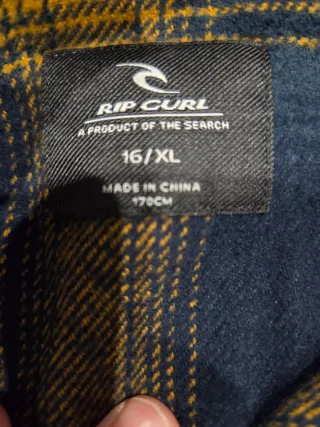 RIP CURL
A PRODUCT OF THE SEARCH
16/XL
MADE IN CHINA
170CM